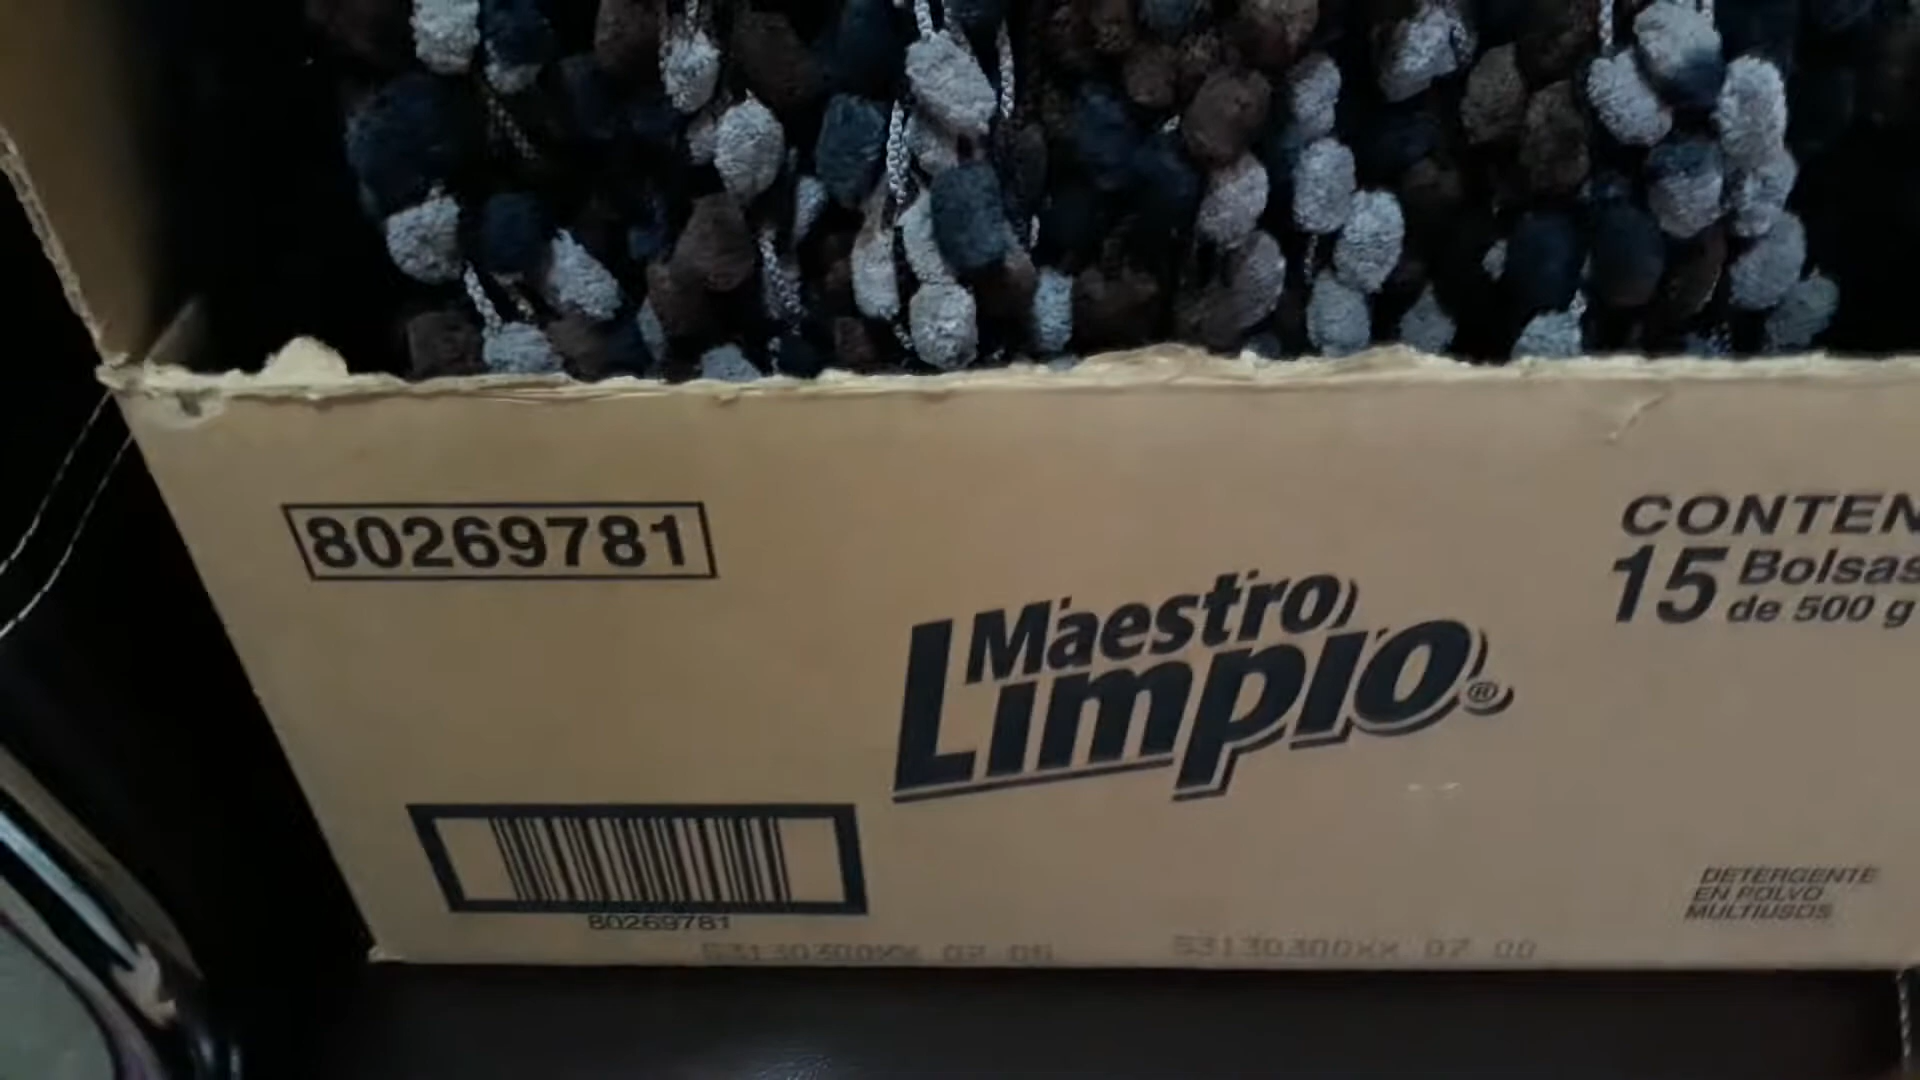 80269781
CONTEN
15 Bolsas
de 500 g
Maestro
Limpio®
DETERGENTE
EN POLVO
MULTIUSOS
80269781